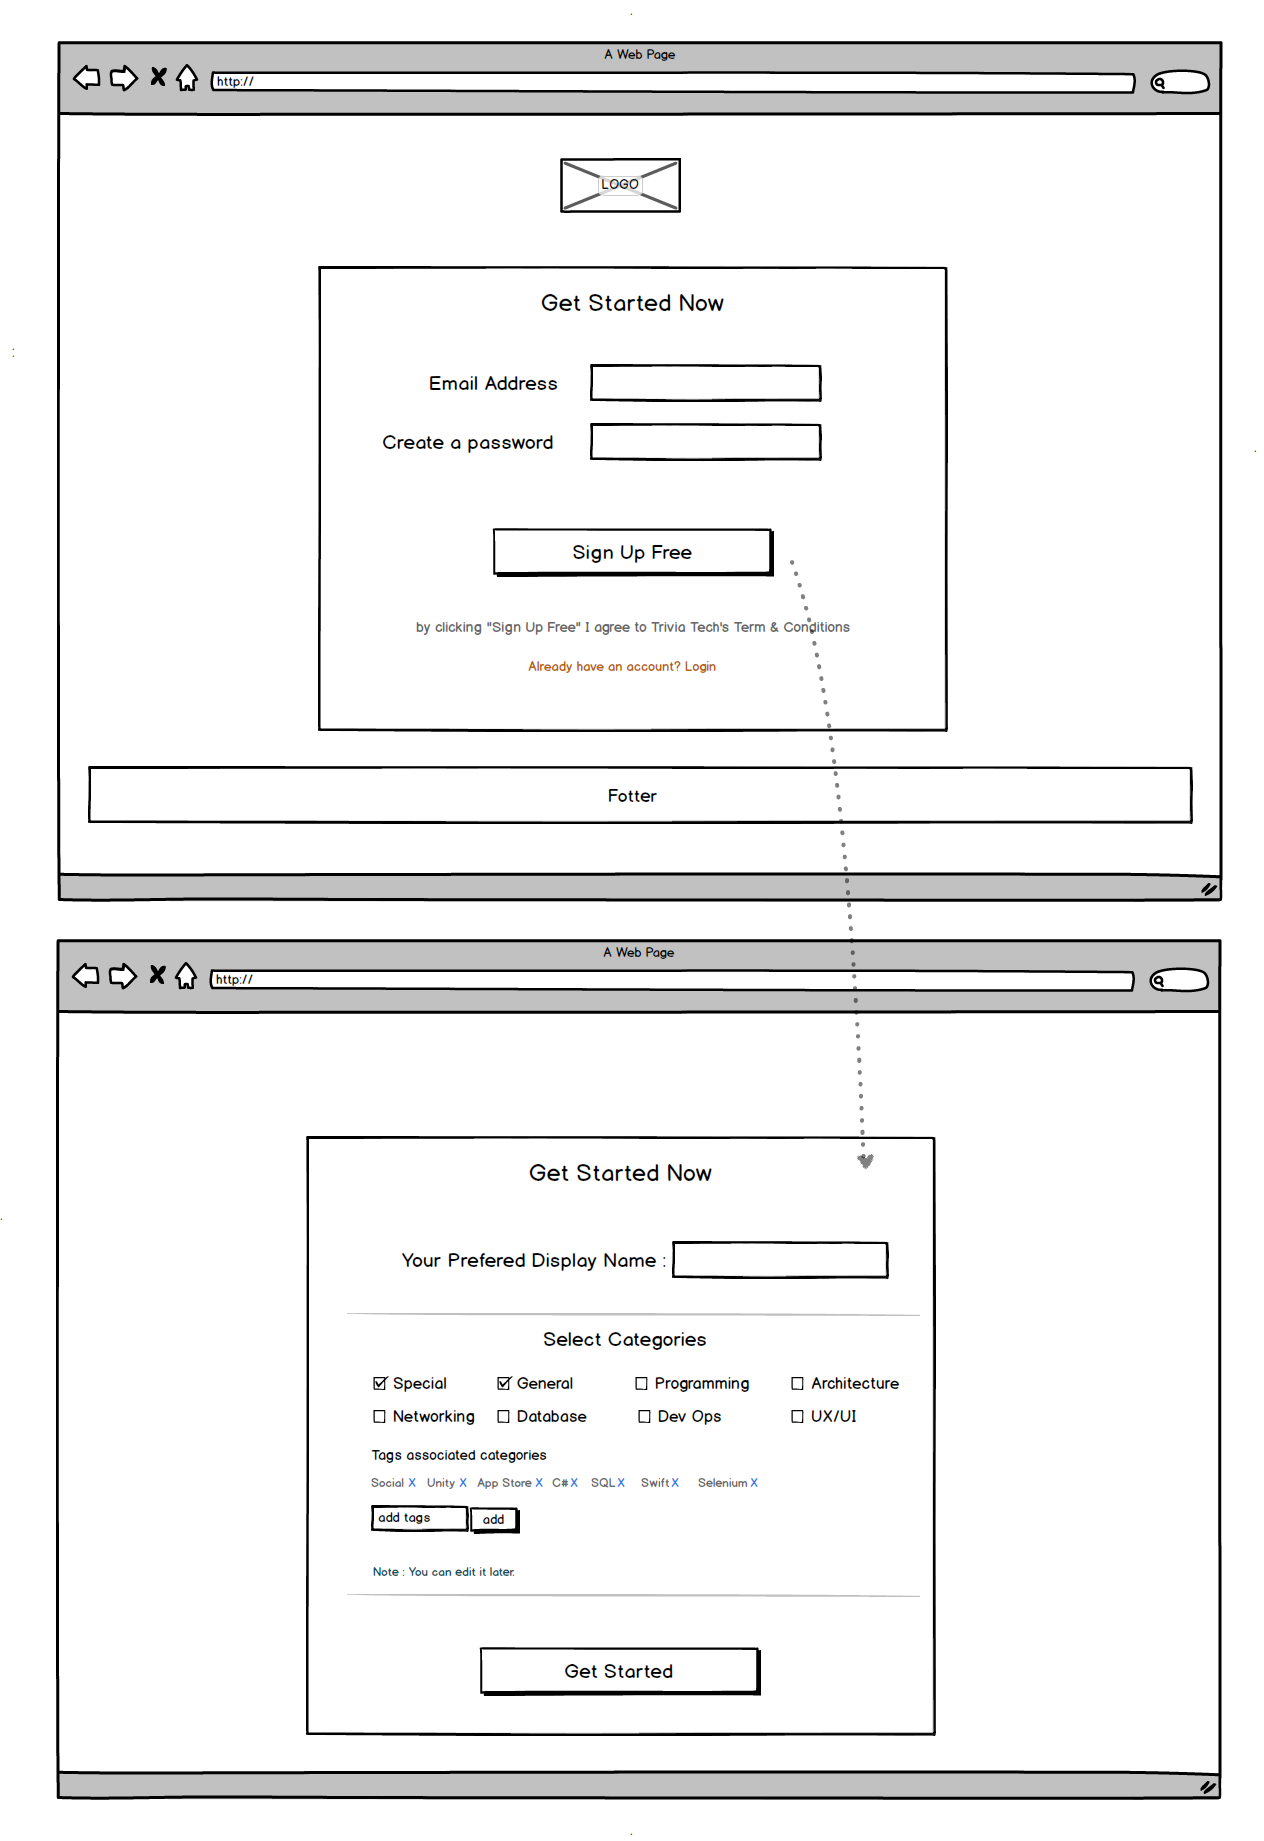 A Web Page
http://
LOGO
Get Started Now
Email Address
Create a password
Sign Up Free
by clicking "Sign Up Free" I agree to Trivia Tech's Term & Conditions
Already have an account? Login
Fotter
A Web Page
http://
Get Started Now
Your Prefered Display Name :
Select Categories
Special General Programming Architecture
Networking Database Dev Ops UX/UI
Tags associated categories
Social X Unity X App Store X C# X SQL X Swift X Selenium X
add tags add
Note : You can edit it later.
Get Started